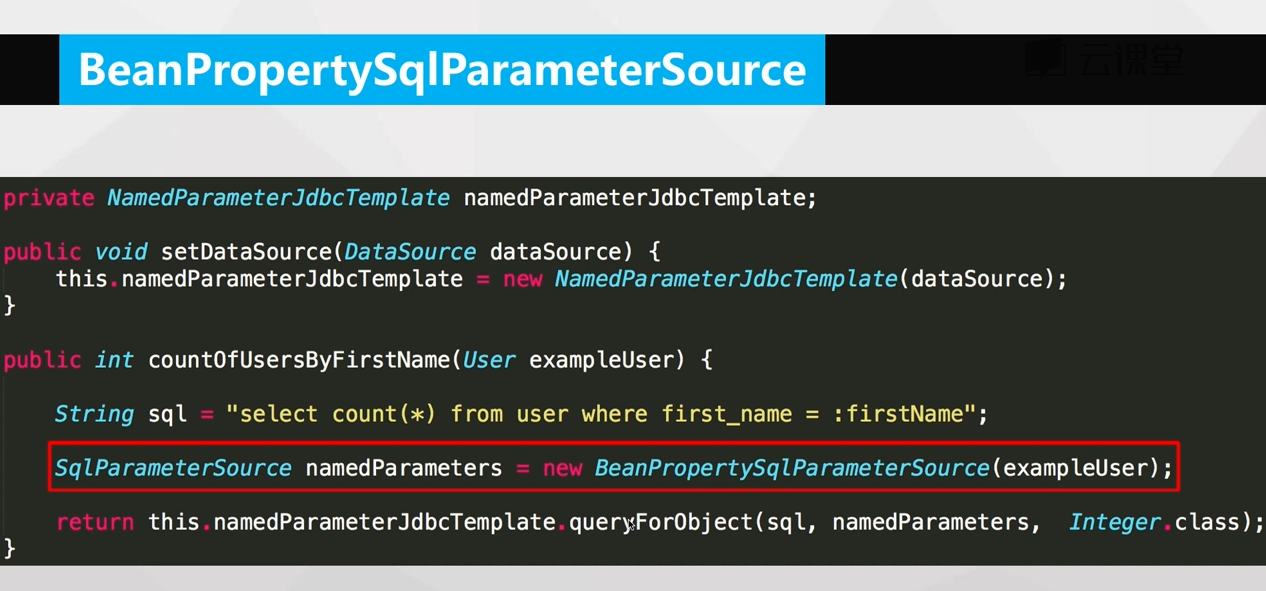 BeanPropertySqlParameterSource
云课堂
private NamedParameterJdbcTemplate namedParameterJdbcTemplate;
public void setDataSource(DataSource dataSource) {
    this.namedParameterJdbcTemplate = new NamedParameterJdbcTemplate(dataSource);
}
public int countOfUsersByFirstName(User exampleUser) {
    String sql = "select count(*) from user where first_name = :firstName";
    SqlParameterSource namedParameters = new BeanPropertySqlParameterSource(exampleUser);
    return this.namedParameterJdbcTemplate.queryForObject(sql, namedParameters,  Integer.class);
}